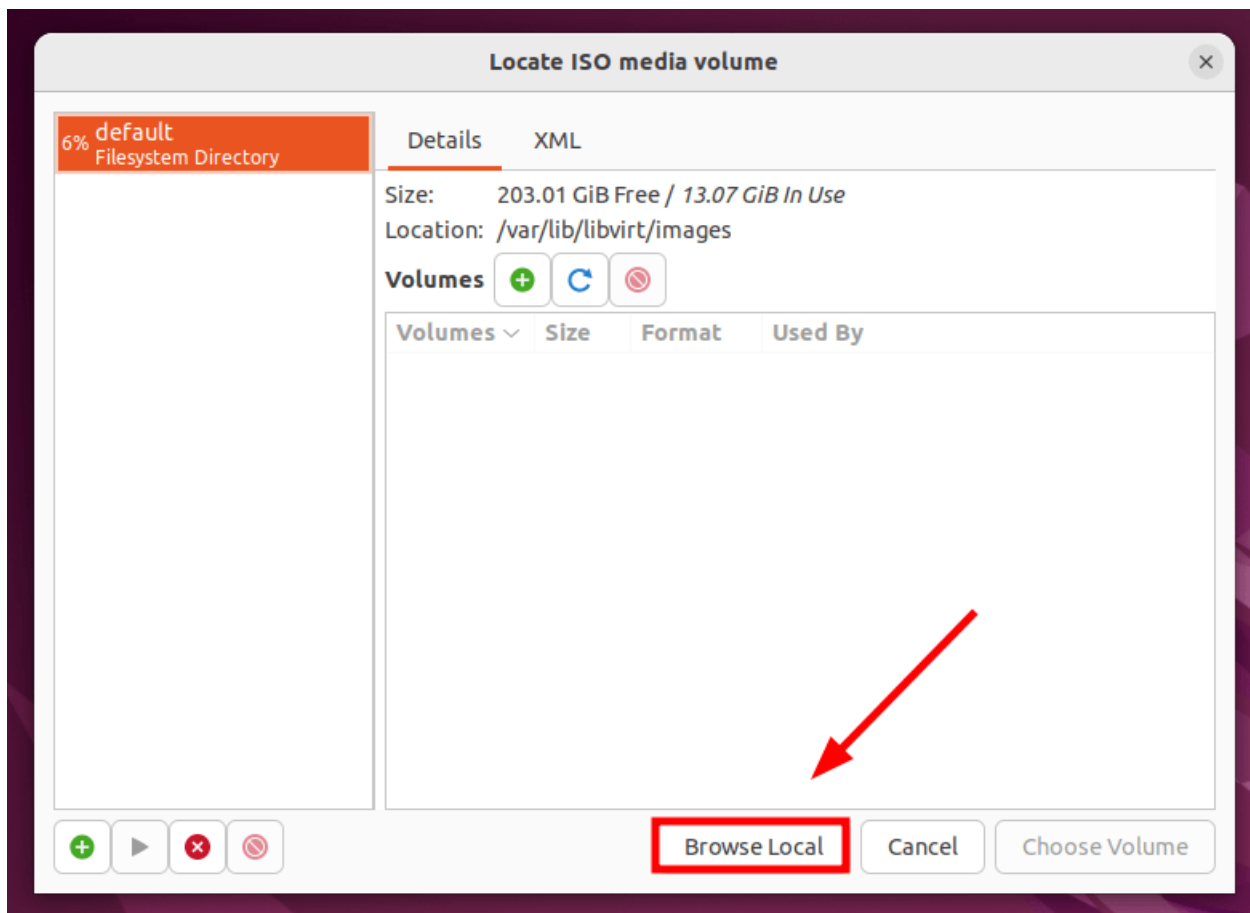 Locate ISO media volume
6% default
Filesystem Directory
Details XML
Size: 203.01 GiB Free / 13.07 GiB In Use
Location: /var/lib/libvirt/images
Volumes
Volumes Size Format Used By
Browse Local Cancel Choose Volume